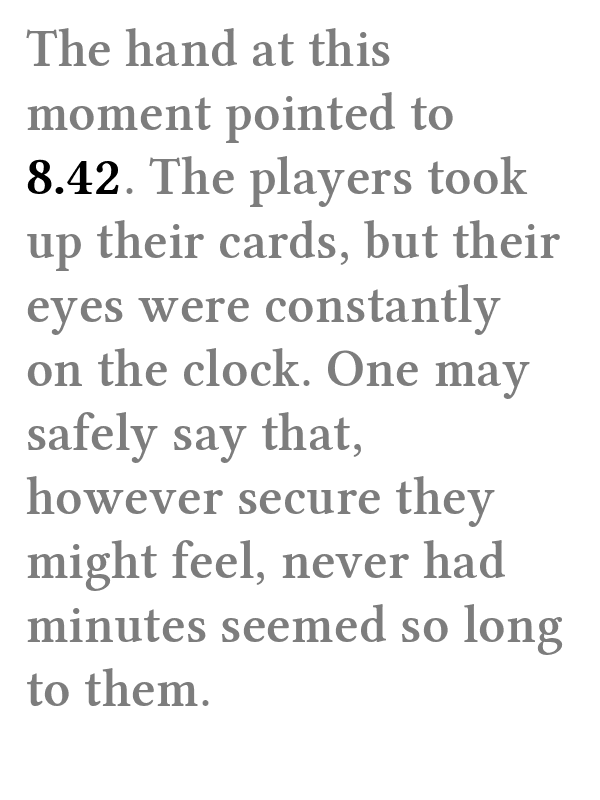 The hand at this
moment pointed to
8.42. The players took
up their cards, but their
eyes were constantly
on the clock. One may
safely say that,
however secure they
might feel, never had
minutes seemed so long
to them.